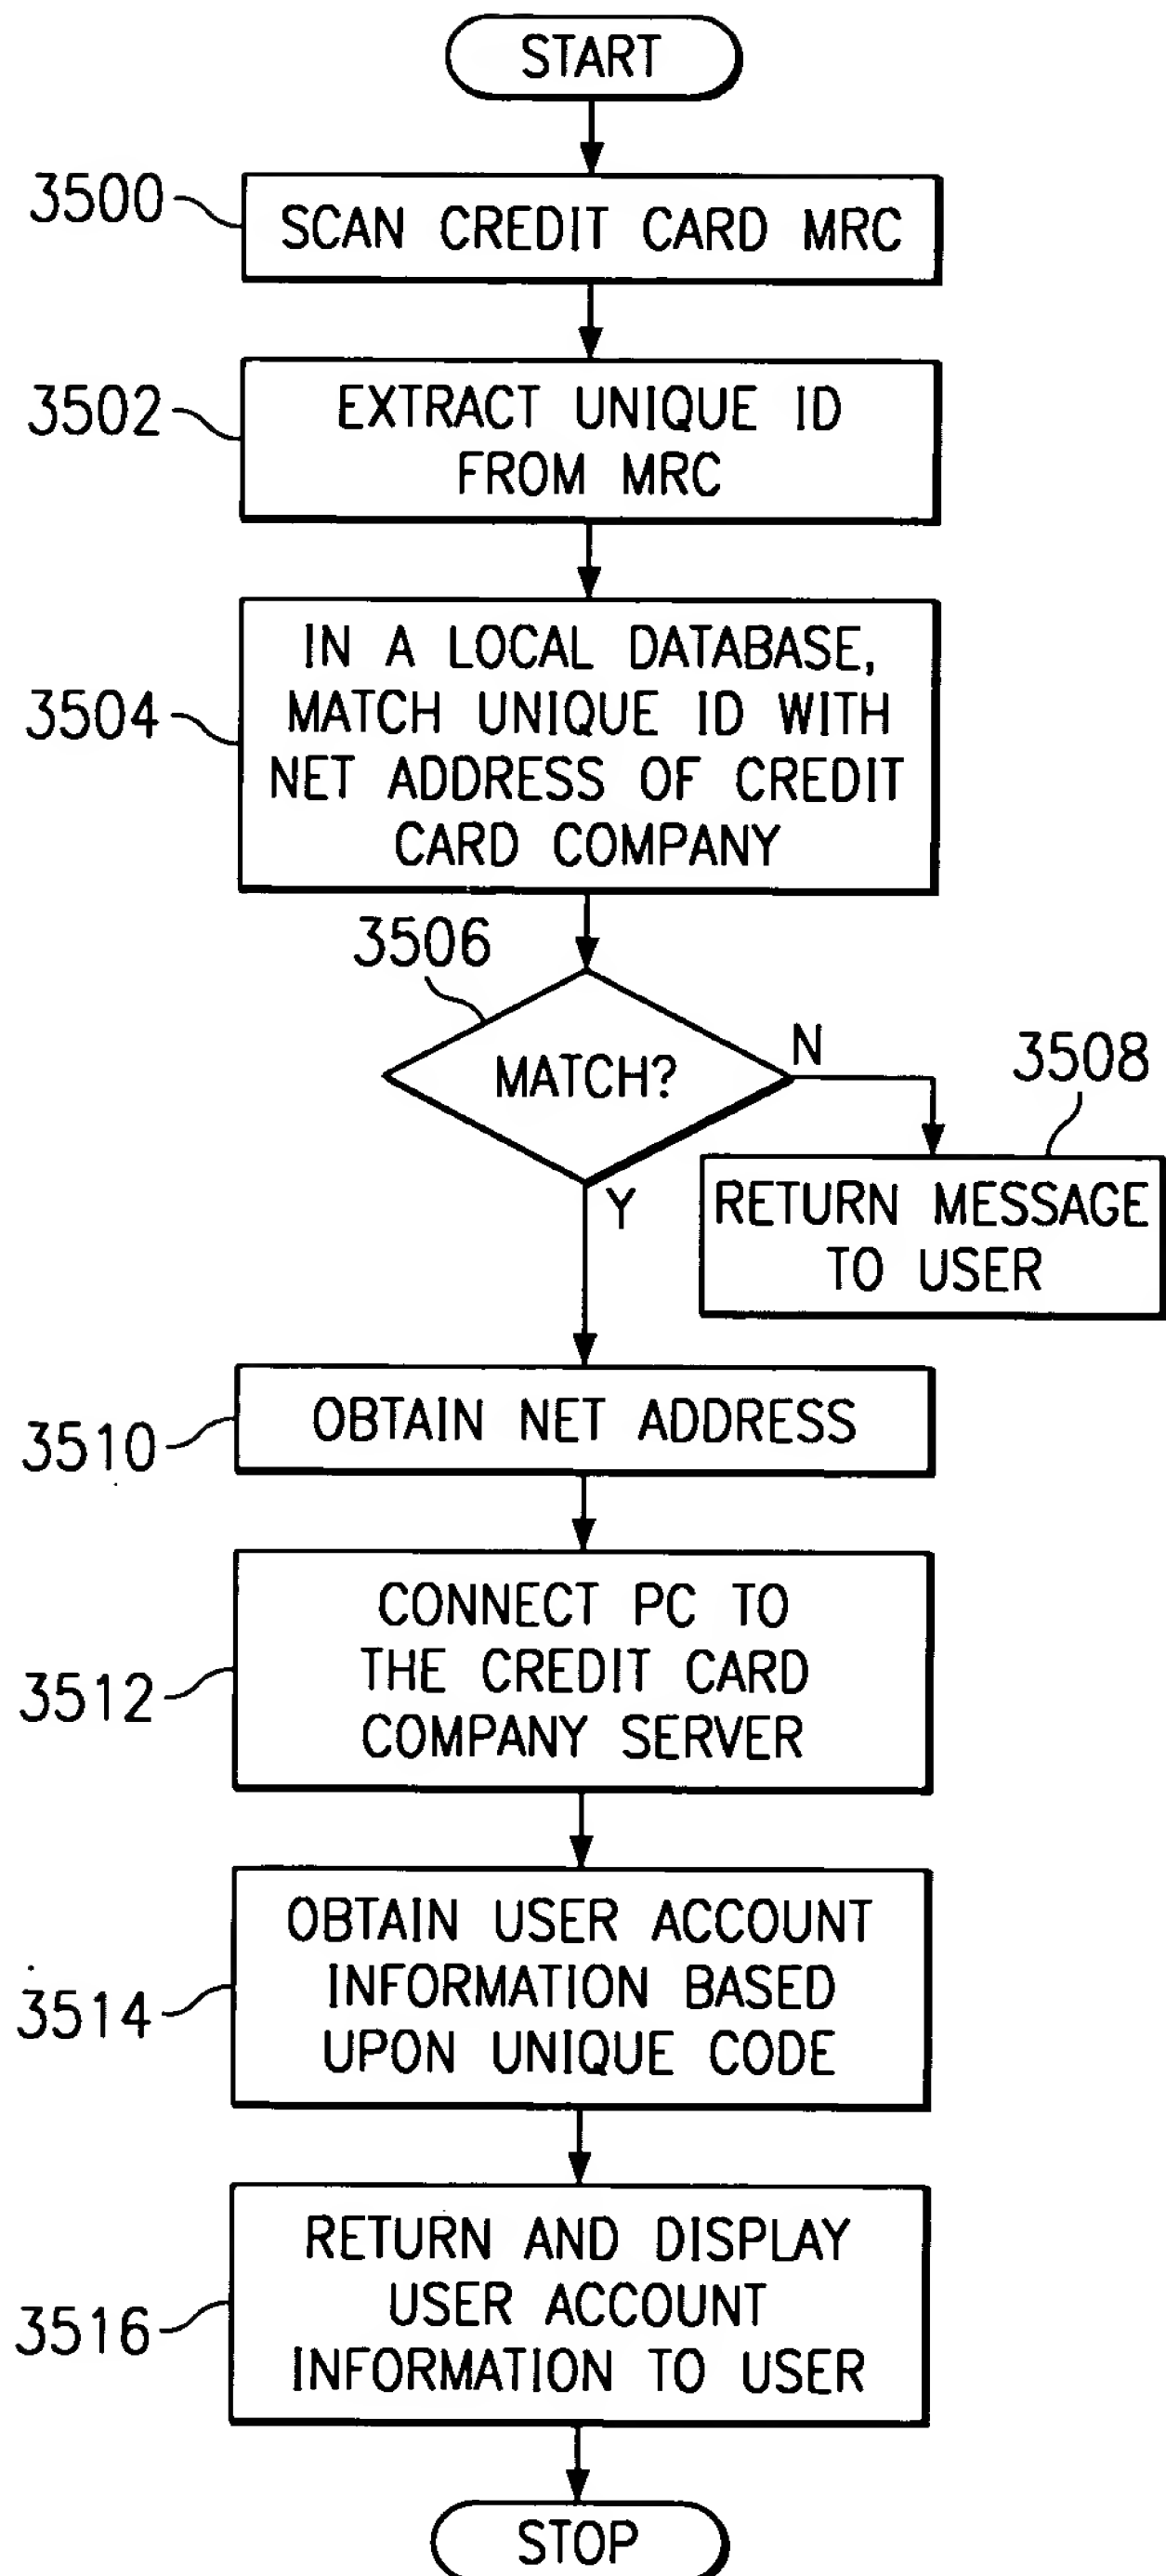 START
3500
SCAN CREDIT CARD MRC
3502
EXTRACT UNIQUE ID
FROM MRC
3504
IN A LOCAL DATABASE,
MATCH UNIQUE ID WITH
NET ADDRESS OF CREDIT
CARD COMPANY
3506
MATCH?
N
Y
3508
RETURN MESSAGE
TO USER
3510
OBTAIN NET ADDRESS
3512
CONNECT PC TO
THE CREDIT CARD
COMPANY SERVER
3514
OBTAIN USER ACCOUNT
INFORMATION BASED
UPON UNIQUE CODE
3516
RETURN AND DISPLAY
USER ACCOUNT
INFORMATION TO USER
STOP